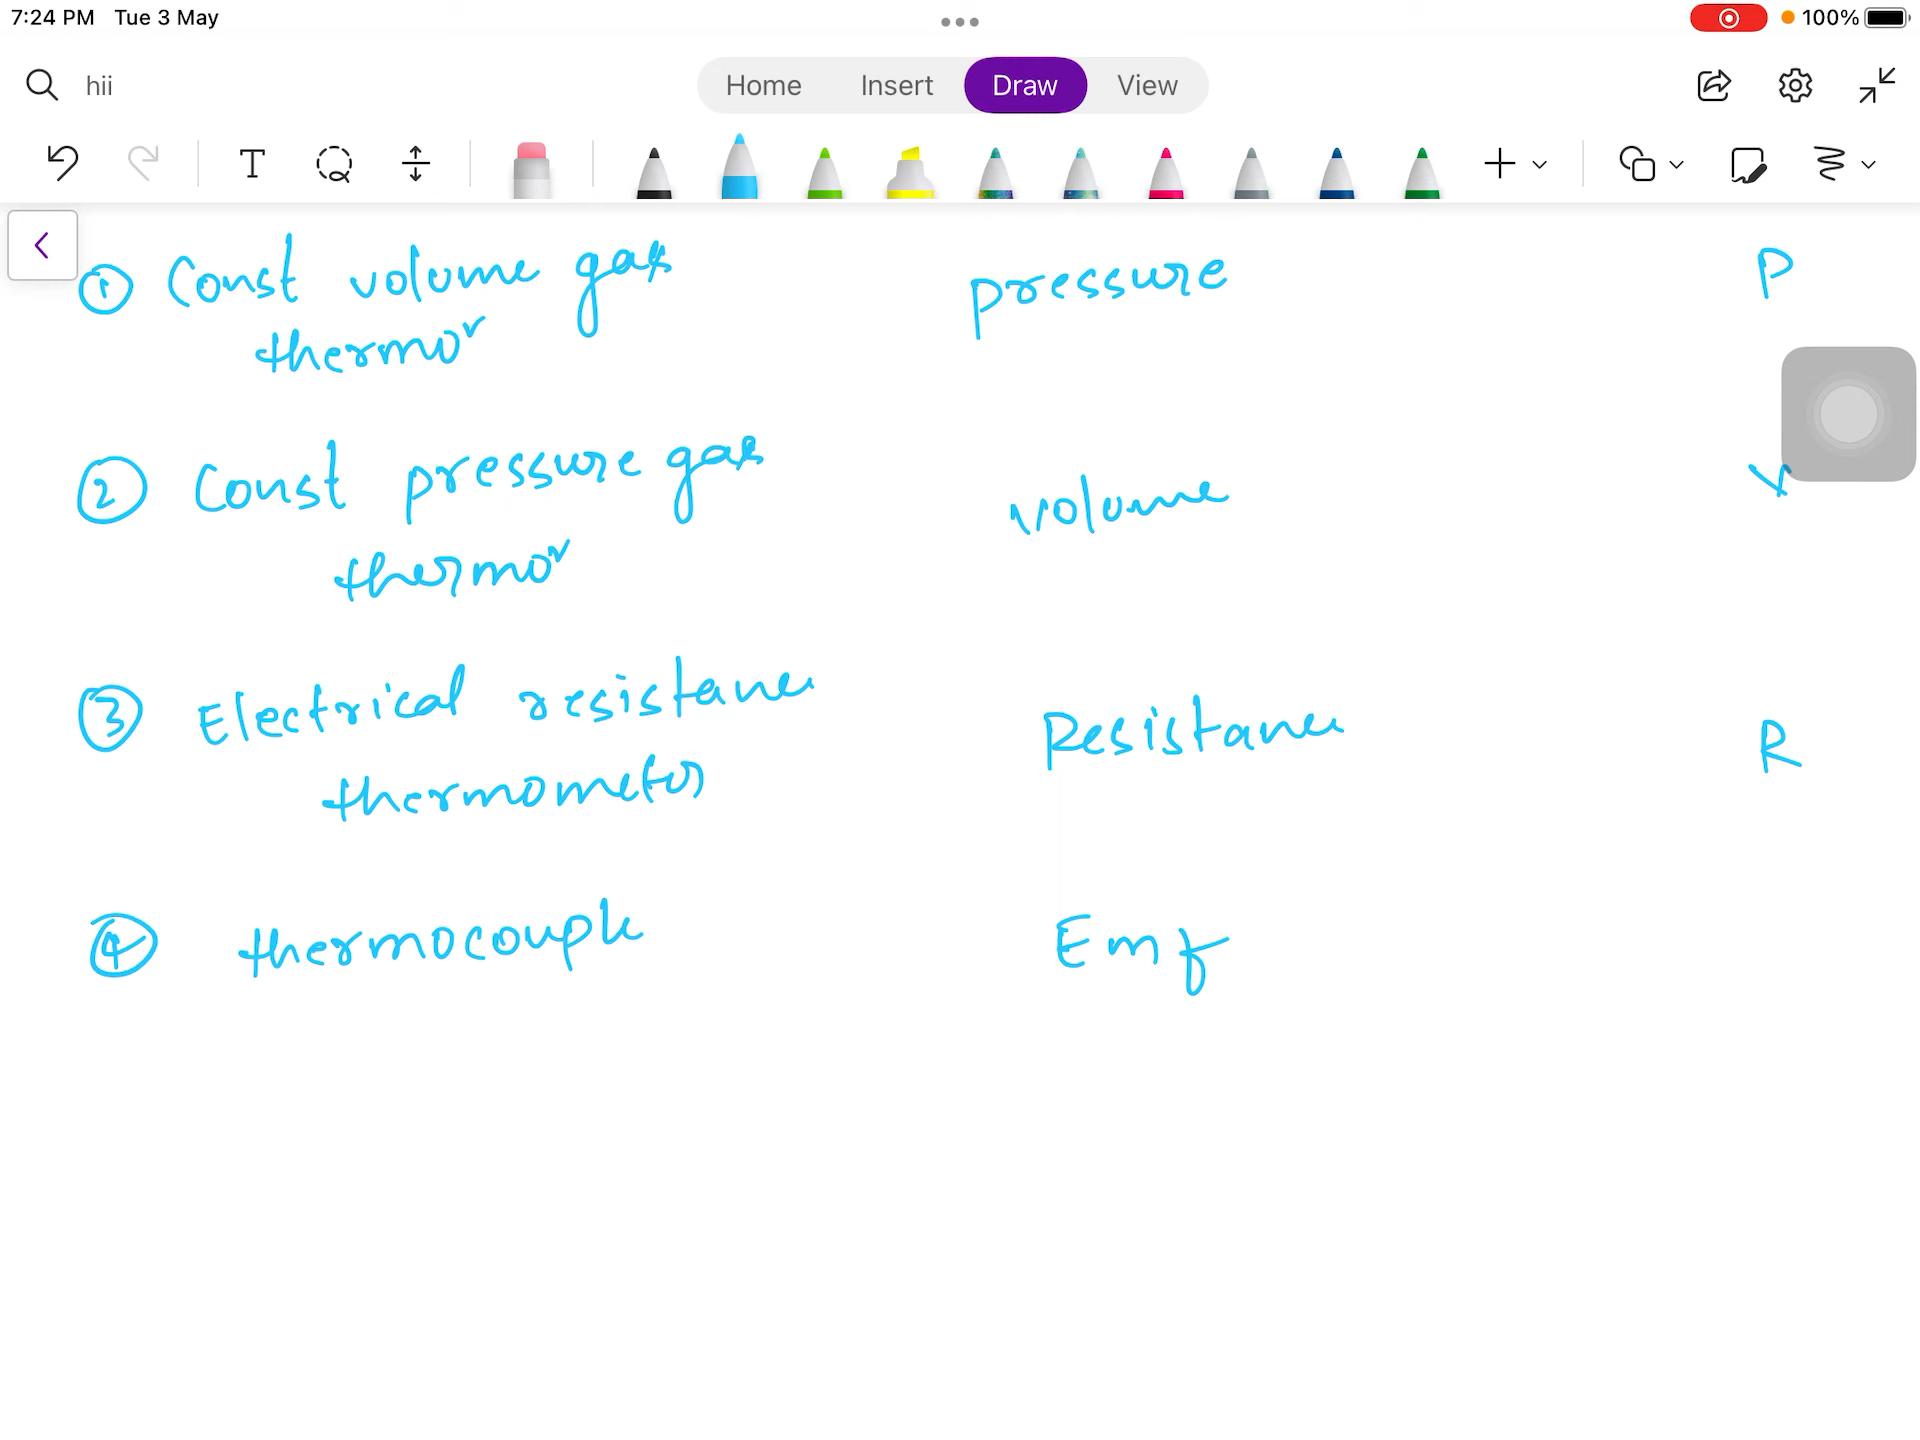 7:24 PM Tue 3 May
100%
hii
Home Insert Draw View
T
① Const volume gas pressure P
thermor
② Const pressure gas volume V
thermor
③ Electrical resistance Resistance R
thermometer
④ thermocouple Emf